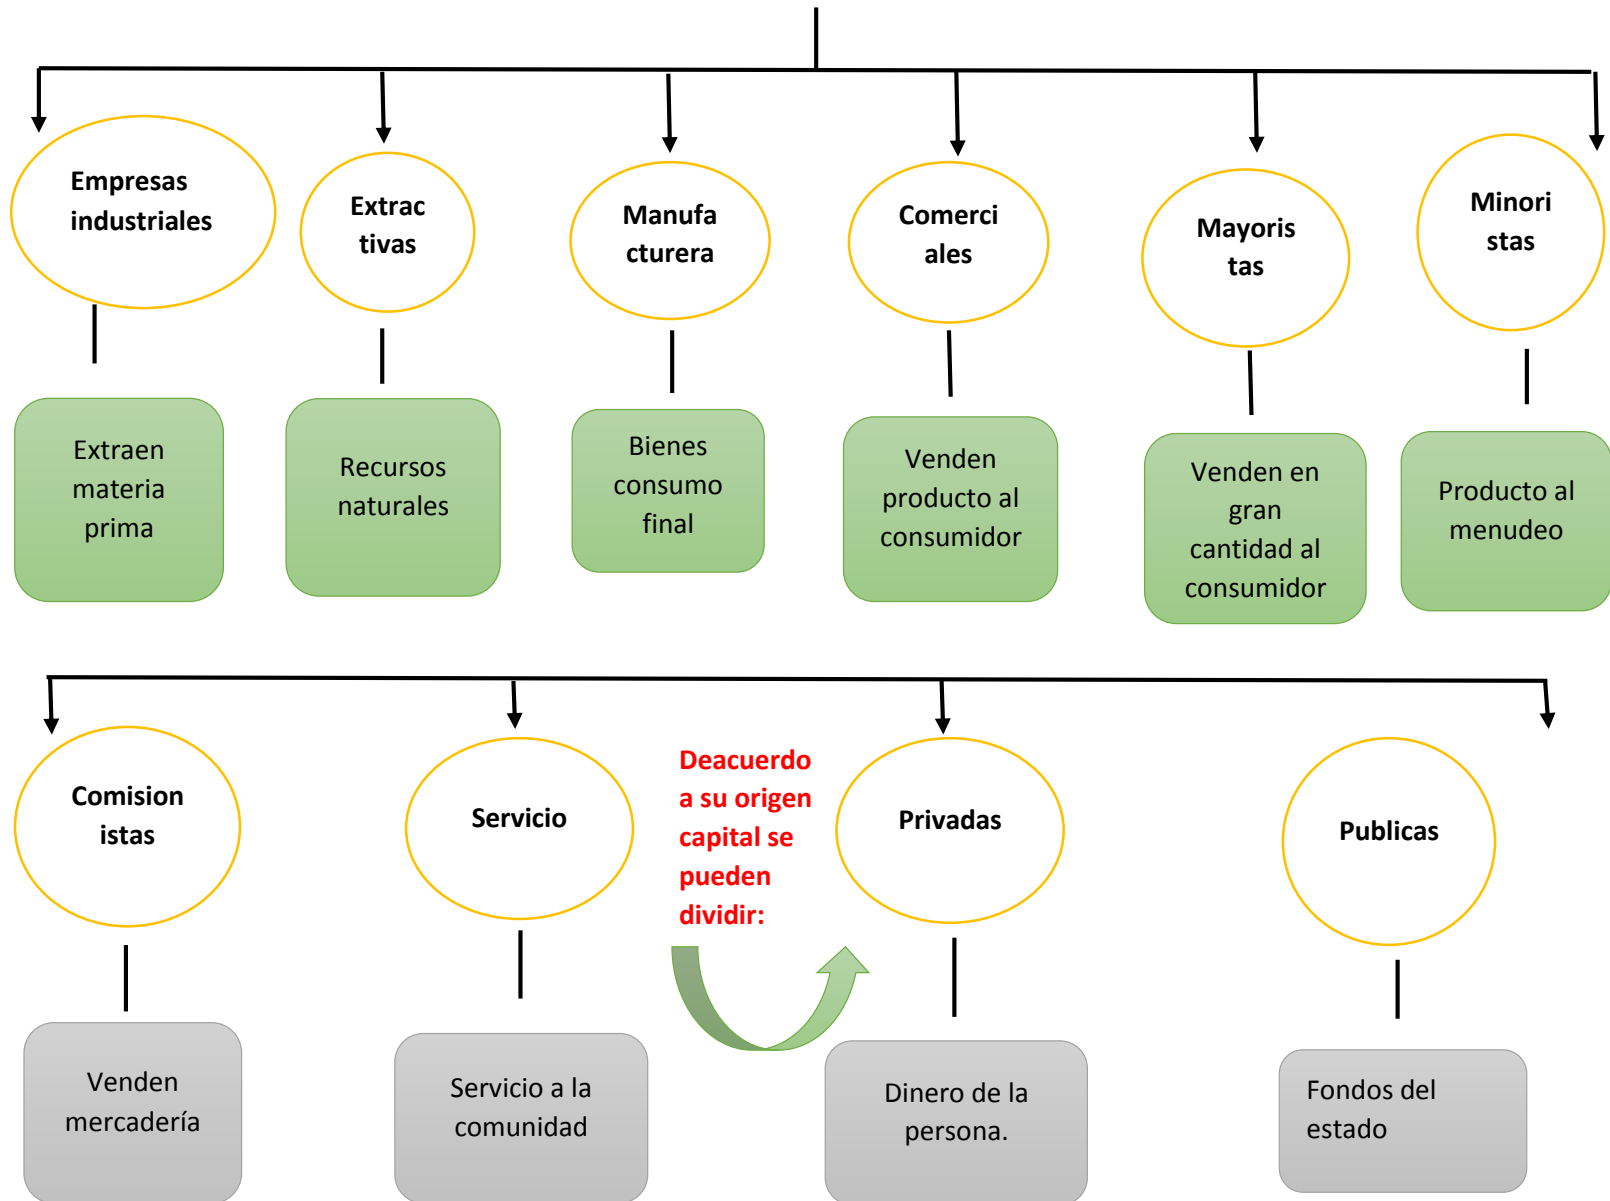 Empresas
industriales
Extrac
tivas
Manufa
cturera
Comerci
ales
Mayoris
tas
Minori
stas
Extraen
materia
prima
Recursos
naturales
Bienes
consumo
final
Venden
producto al
consumidor
Venden en
gran
cantidad al
consumidor
Producto al
menudeo
Comision
istas
Servicio
Deacuerdo
a su origen
capital se
pueden
dividir:
Privadas
Publicas
Venden
mercadería
Servicio a la
comunidad
Dinero de la
persona.
Fondos del
estado